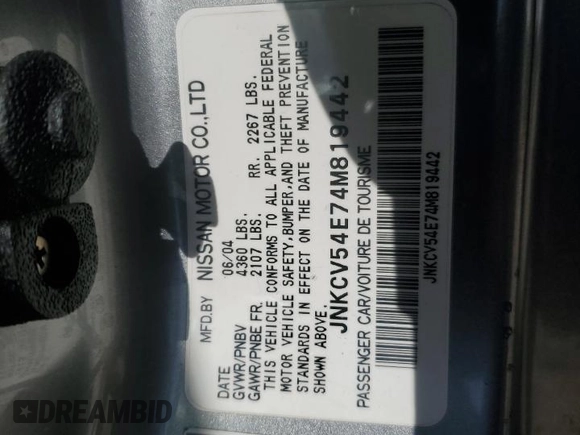 MFD.BY NISSAN MOTOR CO.,LTD
DATE 06/04
GVWR/PNBV 4360 LBS.
GAWR/PNBE FR. 2107 LBS. RR. 2267 LBS.
THIS VEHICLE CONFORMS TO ALL APPLICABLE FEDERAL
MOTOR VEHICLE SAFETY,BUMPER,AND THEFT PREVENTION
STANDARDS IN EFFECT ON THE DATE OF MANUFACTURE
SHOWN ABOVE.
JNKCV54E74M819442
PASSENGER CAR/VOITURE DE TOURISME
JNKCV54E74M819442
DREAMBID